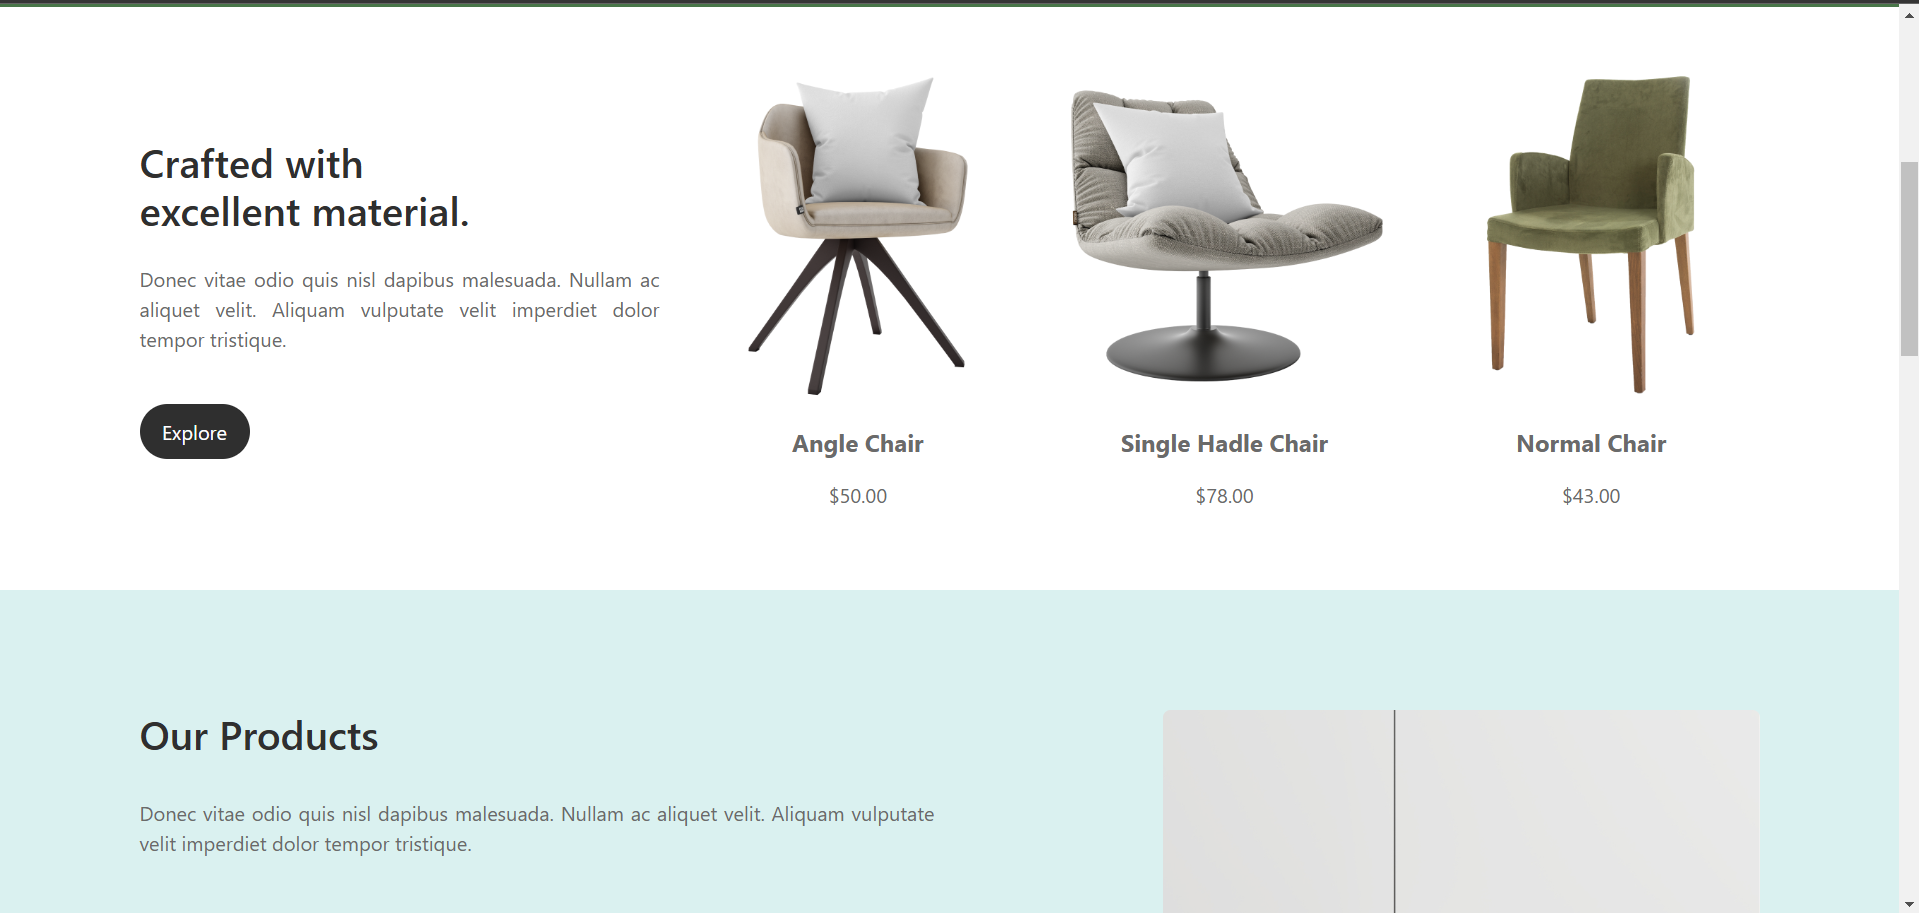 Crafted with
excellent material.
Donec vitae odio quis nisl dapibus malesuada. Nullam ac
aliquet velit. Aliquam vulputate velit imperdiet dolor
tempor tristique.
Explore
Angle Chair
$50.00
Single Hadle Chair
$78.00
Normal Chair
$43.00
Our Products
Donec vitae odio quis nisl dapibus malesuada. Nullam ac aliquet velit. Aliquam vulputate
velit imperdiet dolor tempor tristique.